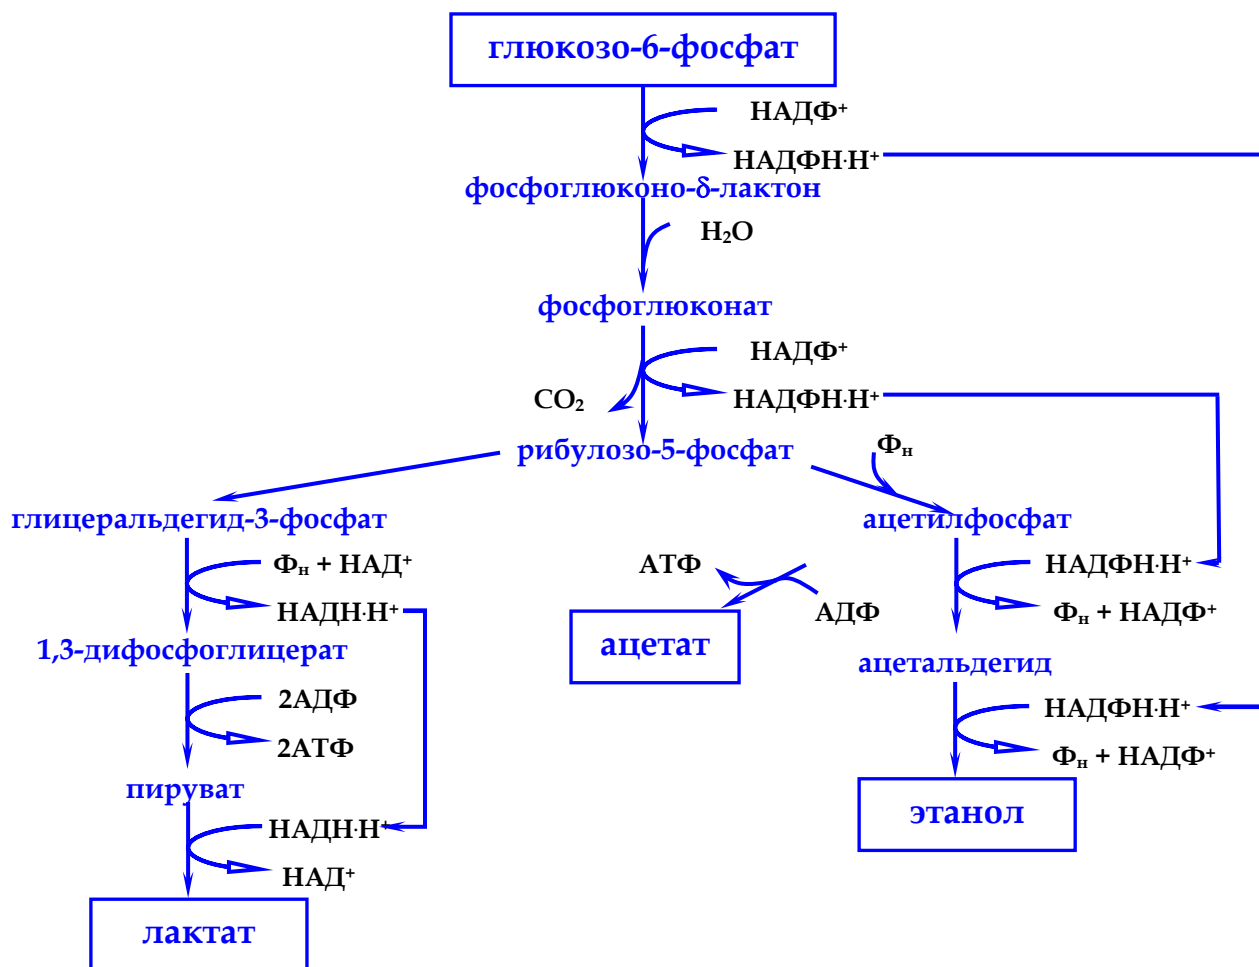 глюкозо-6-фосфат
НАДФ⁺
НАДФН·Н⁺
фосфоглюконо-δ-лактон
Н₂О
фосфоглюконат
НАДФ⁺
СО₂
НАДФН·Н⁺
рибулозо-5-фосфат
Фн
глицеральдегид-3-фосфат
ацетилфосфат
Фн + НАД⁺
АТФ
НАДФН·Н⁺
НАДН·Н⁺
АДФ
Фн + НАДФ⁺
1,3-дифосфоглицерат
ацетат
ацетальдегид
2АДФ
НАДФН·Н⁺
2АТФ
Фн + НАДФ⁺
пируват
этанол
НАДН·Н⁺
НАД⁺
лактат